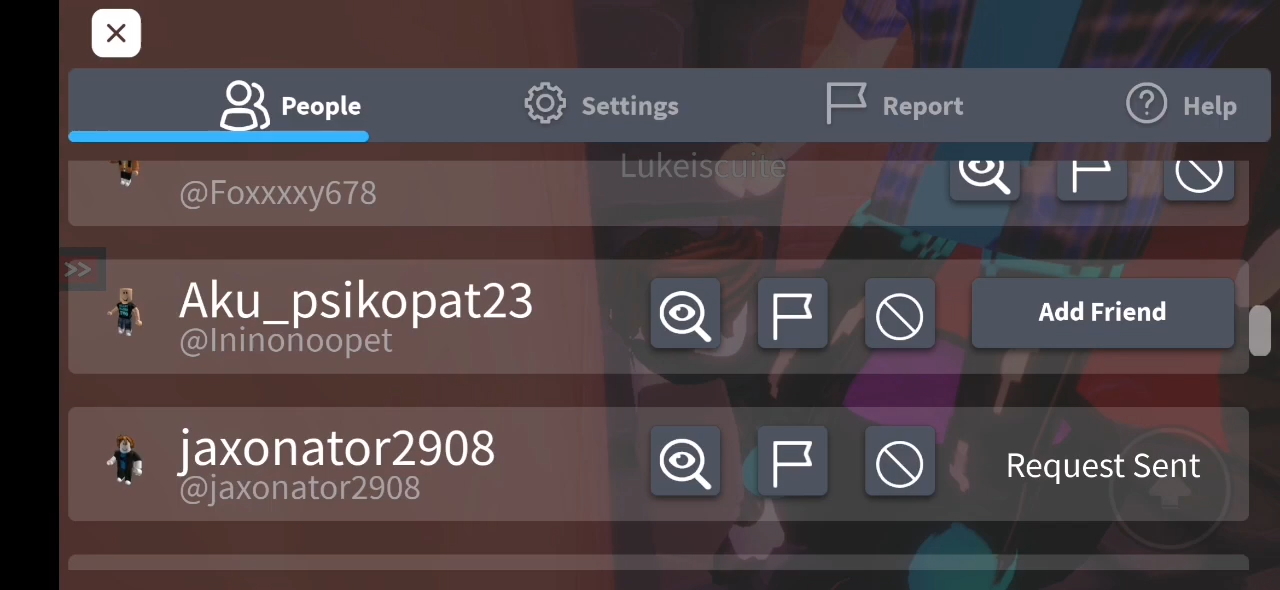 People
Settings
Report
Help
Lukeiscuite
@Foxxxxy678
Aku_psikopat23
@Ininonoopet
Add Friend
jaxonator2908
@jaxonator2908
Request Sent